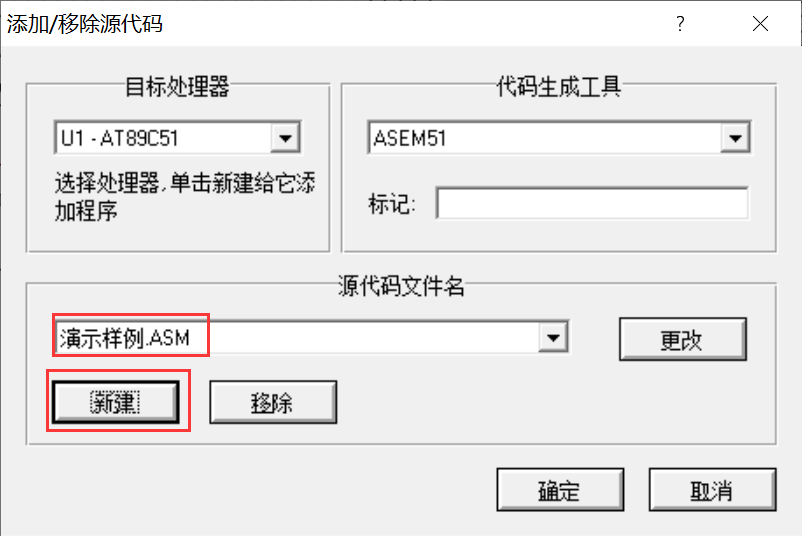 添加/移除源代码 ?
目标处理器
U1 - AT89C51
选择处理器,单击新建给它添
加程序
代码生成工具
ASEM51
标记:
源代码文件名
演示样例.ASM
更改
新建
移除
确定
取消